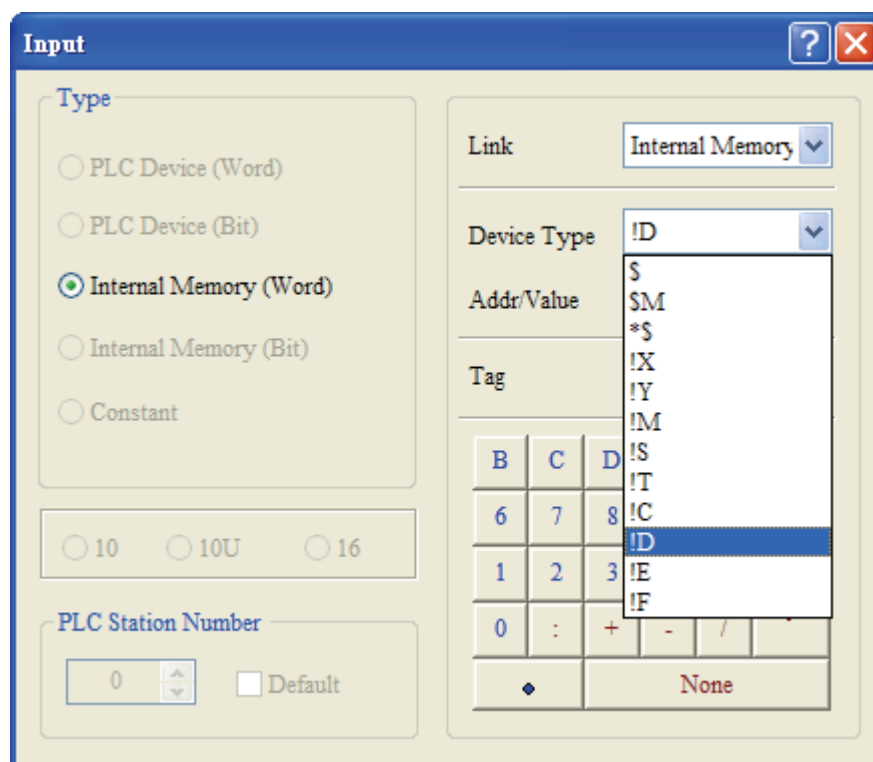 Input
Type
PLC Device (Word)
PLC Device (Bit)
Internal Memory (Word)
Internal Memory (Bit)
Constant
10 10U 16
PLC Station Number
0 Default
Link Internal Memory
Device Type !D
$
$M
*$
!X
!Y
!M
!S
!T
!C
!D
!E
!F
Addr/Value
Tag
B C D
6 7 8
1 2 3
0 : + - /
None